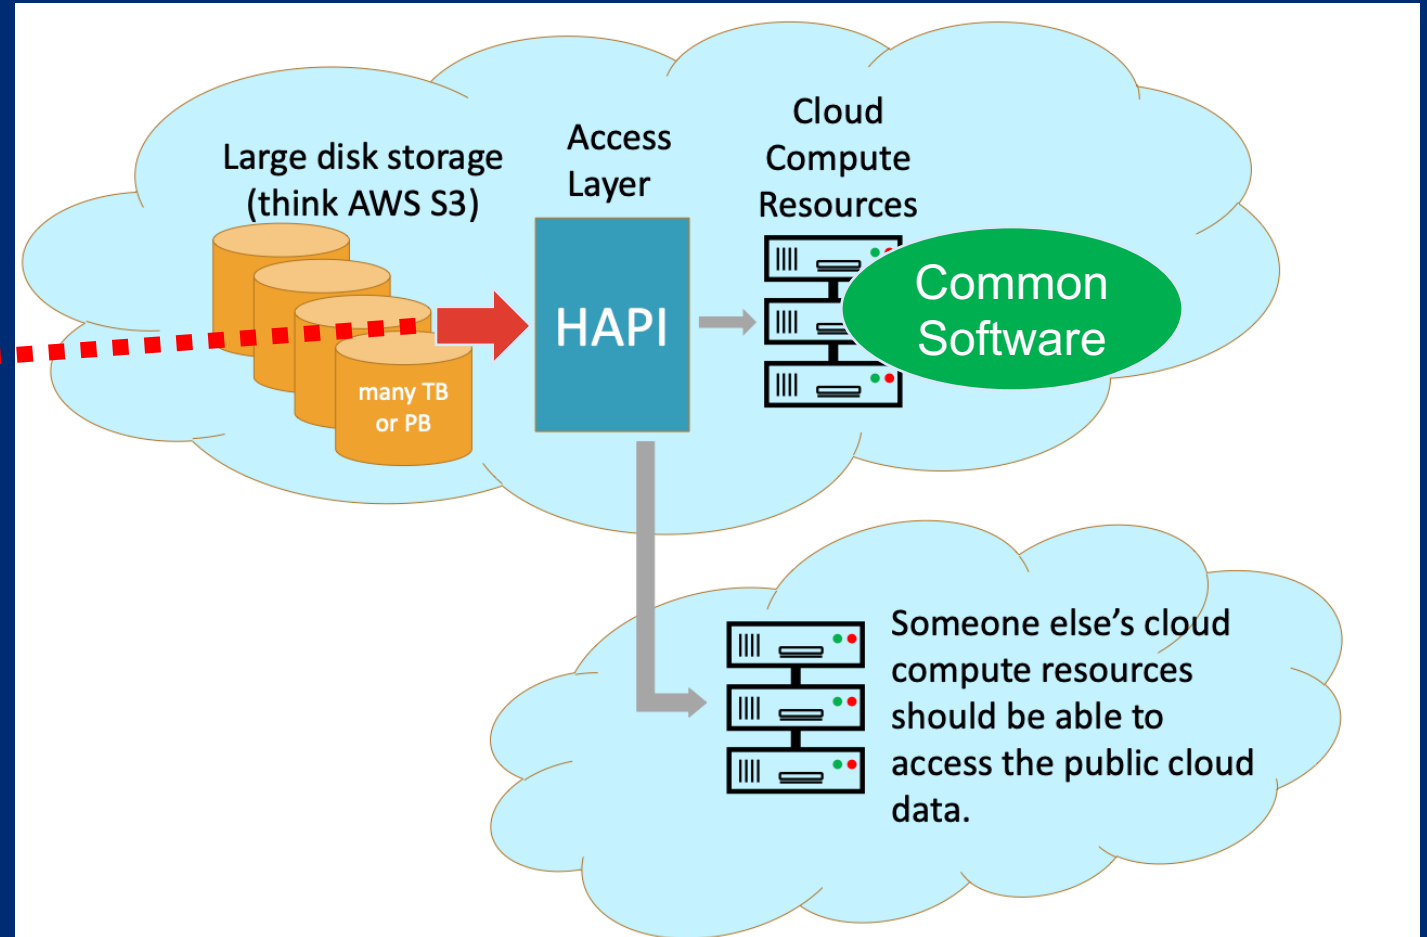 Large disk storage
(think AWS S3)
many TB
or PB
Access
Layer
HAPI
Cloud
Compute
Resources
Common
Software
Someone else’s cloud
compute resources
should be able to
access the public cloud
data.